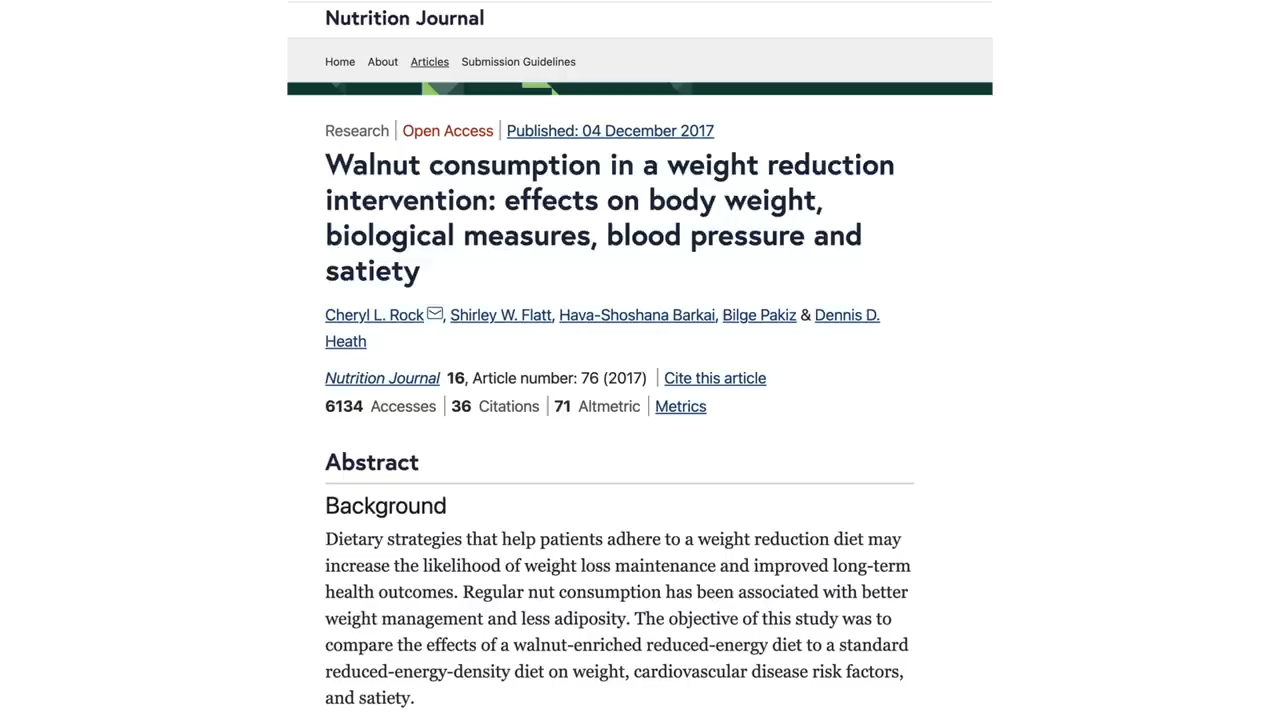 Nutrition Journal
Home About Articles Submission Guidelines
Research Open Access Published: 04 December 2017
Walnut consumption in a weight reduction
intervention: effects on body weight,
biological measures, blood pressure and
satiety
Cheryl L. Rock, Shirley W. Flatt, Hava-Shoshana Barkai, Bilge Pakiz & Dennis D.
Heath
Nutrition Journal 16, Article number: 76 (2017) Cite this article
6134 Accesses 36 Citations 71 Altmetric Metrics
Abstract
Background
Dietary strategies that help patients adhere to a weight reduction diet may
increase the likelihood of weight loss maintenance and improved long-term
health outcomes. Regular nut consumption has been associated with better
weight management and less adiposity. The objective of this study was to
compare the effects of a walnut-enriched reduced-energy diet to a standard
reduced-energy-density diet on weight, cardiovascular disease risk factors,
and satiety.